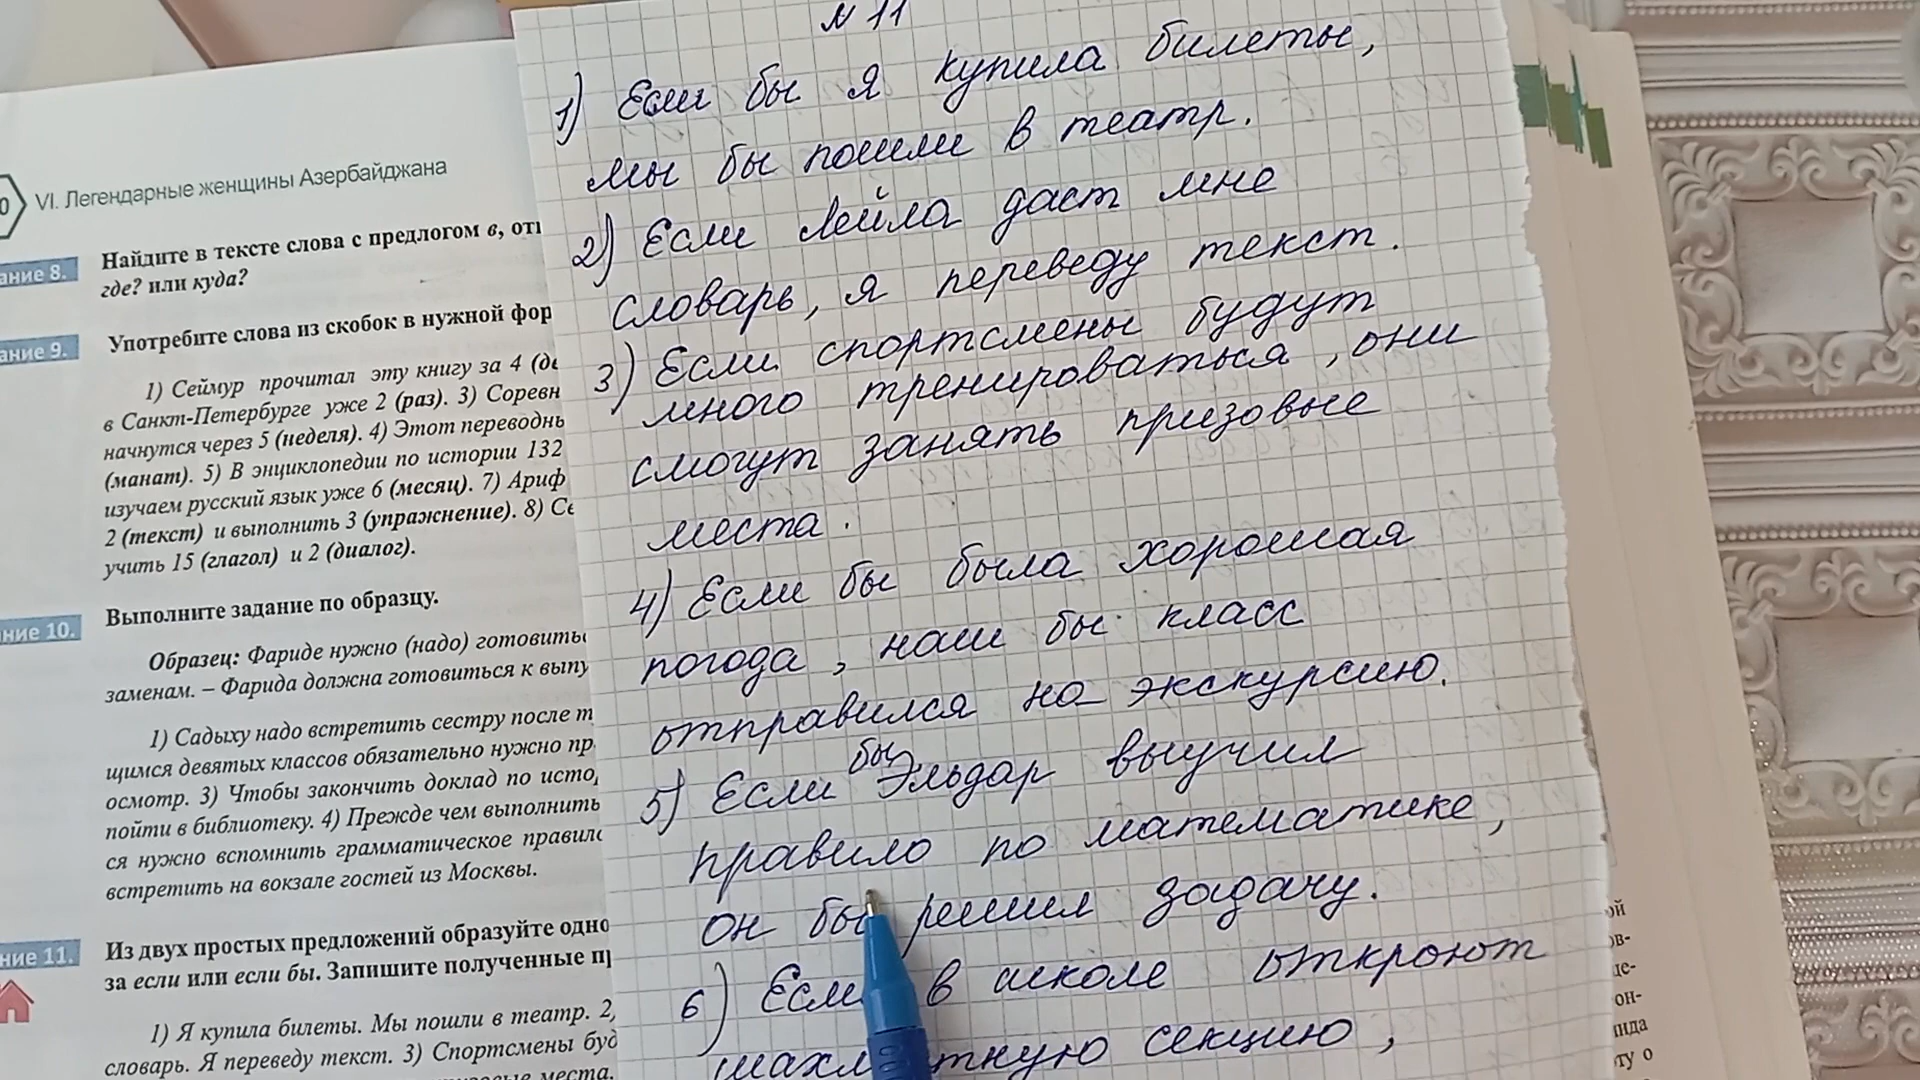 VI. Легендарные женщины Азербайджана
Найдите в тексте слова с предлогом в,
где? или куда?
Употребите слова из скобок в нужной
1) Сеймур прочитал эту книгу за 4
в Санкт-Петербурге уже 2 (раз). 3)
начнутся через 5 (неделя). 4) Этот
(манат). 5) В энциклопедии по истории 132
изучаем русский язык уже 6 (месяц). 7)
2 (текст) и выполнить 3 (упражнение). 8)
учить 15 (глагол) и 2 (диалог).
10.
Выполните задание по образцу.
Образец: Фариде нужно (надо)
заменам. – Фарида должна готовиться к
1) Садыху надо встретить сестру после
щимся девятых классов обязательно нужно
осмотр. 3) Чтобы закончить доклад по
пойти в библиотеку. 4) Прежде чем выполнить
ся нужно вспомнить грамматическое
встретить на вокзале гостей из Москвы.
11.
Из двух простых предложений образуйте
за если или если бы. Запишите полученные
1) Я купила билеты. Мы пошли в театр. 2,
словарь. Я переведу текст. 3) Спортсмены
места.
№ 11
1) Если бы я купила билеты,
мы бы пошли в театр.
2) Если Лейла даст мне
словарь, я переведу текст.
3) Если спортсмены будут
много тренироваться, они
смогут занять призовые
места.
4) Если бы была хорошая
погода, наш бы класс
отправился на экскурсию.
5) Если бы Эльдар выучил
правило по математике,
он бы решил задачу.
6) Если в школе откроют
секцию,